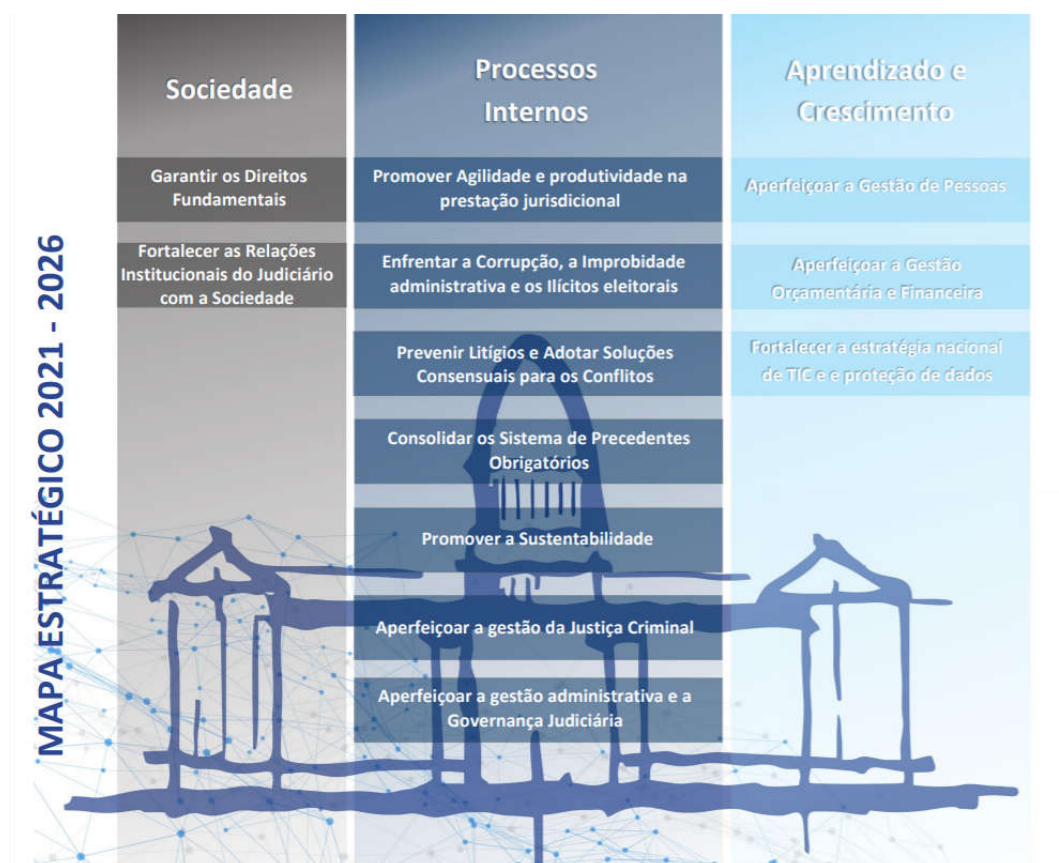 MAPA ESTRATÉGICO 2021 - 2026
Sociedade
Garantir os Direitos
Fundamentais
Fortalecer as Relações
Institucionais do Judiciário
com a Sociedade
Processos
Internos
Promover Agilidade e produtividade na
prestação jurisdicional
Enfrentar a Corrupção, a Improbidade
administrativa e os Ilícitos eleitorais
Prevenir Litígios e Adotar Soluções
Consensuais para os Conflitos
Consolidar os Sistema de Precedentes
Obrigatórios
Promover a Sustentabilidade
Aperfeiçoar a gestão da Justiça Criminal
Aperfeiçoar a gestão administrativa e a
Governança Judiciária
Aprendizado e
Crescimento
Aperfeiçoar a Gestão de Pessoas
Aperfeiçoar a Gestão
Orçamentária e Financeira
Fortalecer a estratégia nacional
de TIC e e proteção de dados